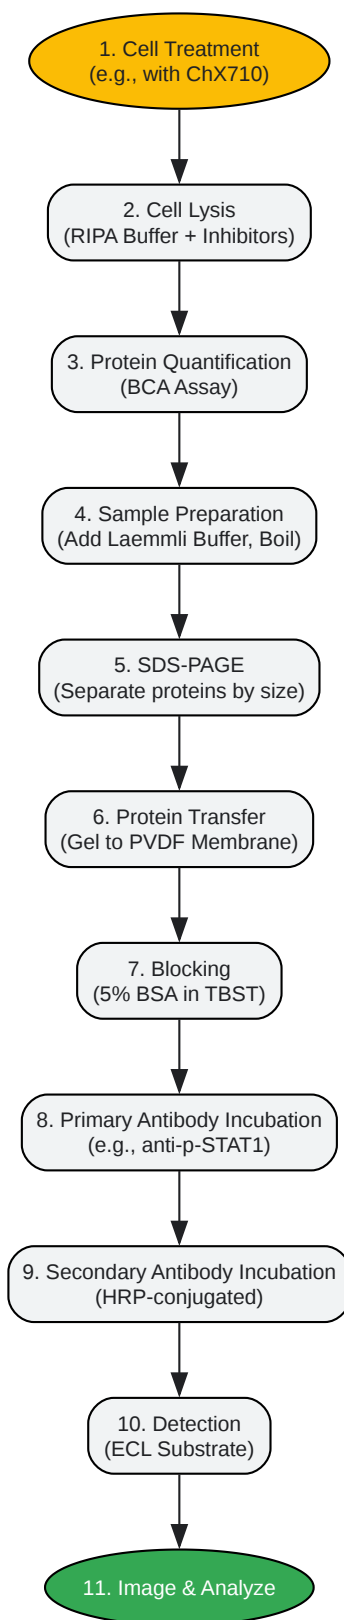 1. Cell Treatment
(e.g., with ChX710)
2. Cell Lysis
(RIPA Buffer + Inhibitors)
3. Protein Quantification
(BCA Assay)
4. Sample Preparation
(Add Laemmli Buffer, Boil)
5. SDS-PAGE
(Separate proteins by size)
6. Protein Transfer
(Gel to PVDF Membrane)
7. Blocking
(5% BSA in TBST)
8. Primary Antibody Incubation
(e.g., anti-p-STAT1)
9. Secondary Antibody Incubation
(HRP-conjugated)
10. Detection
(ECL Substrate)
11. Image & Analyze